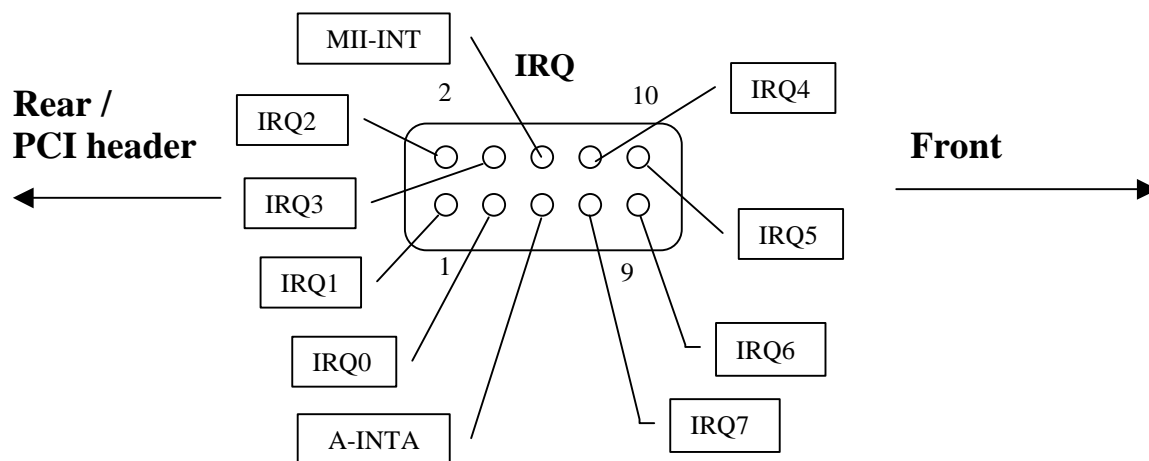 MII-INT
IRQ
IRQ4
2
10
Rear /
PCI header
IRQ2
Front
IRQ3
IRQ5
1
9
IRQ1
IRQ0
IRQ6
A-INTA
IRQ7